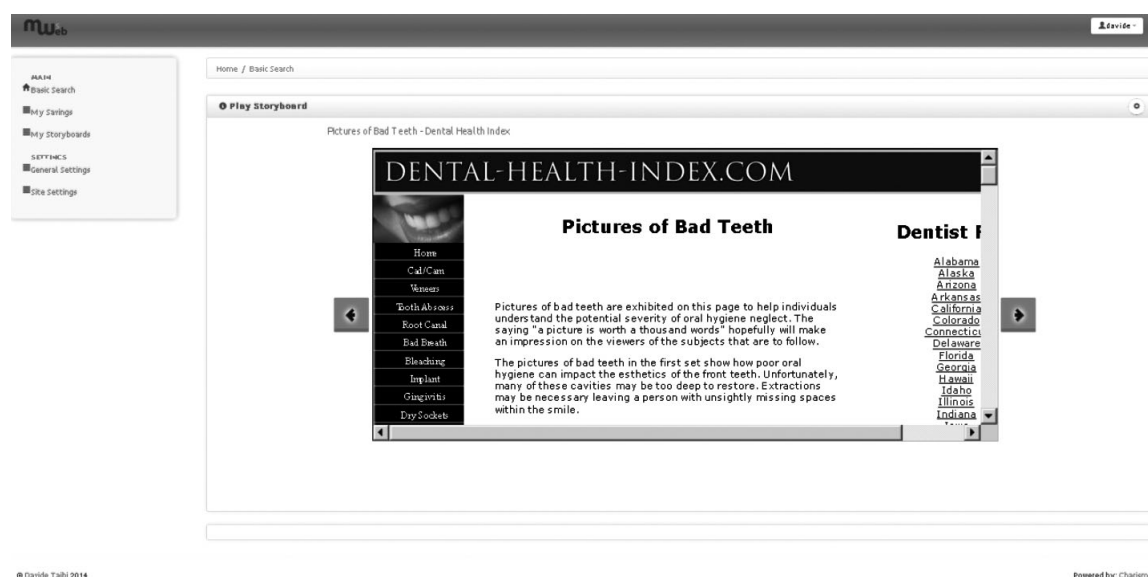 mWeb
davide
MAIN
Basic Search
My Savings
My Storyboards
SETTINGS
General Settings
Site Settings
Home / Basic Search
Play Storyboard
Pictures of Bad Teeth - Dental Health Index
DENTAL-HEALTH-INDEX.COM
Home
Cad/Cam
Veneers
Tooth Abscess
Root Canal
Bad Breath
Bleaching
Implant
Gingivitis
Dry Sockets
Pictures of Bad Teeth
Pictures of bad teeth are exhibited on this page to help individuals
understand the potential severity of oral hygiene neglect. The
saying "a picture is worth a thousand words" hopefully will make
an impression on the viewers of the subjects that are to follow.
The pictures of bad teeth in the first set show how poor oral
hygiene can impact the esthetics of the front teeth. Unfortunately,
many of these cavities may be too deep to restore. Extractions
may be necessary leaving a person with unsightly missing spaces
within the smile.
Dentist F
Alabama
Alaska
Arizona
Arkansas
California
Colorado
Connecticu
Delaware
Florida
Georgia
Hawaii
Idaho
Illinois
Indiana
© Davide Taibi 2014
Powered by: Charism